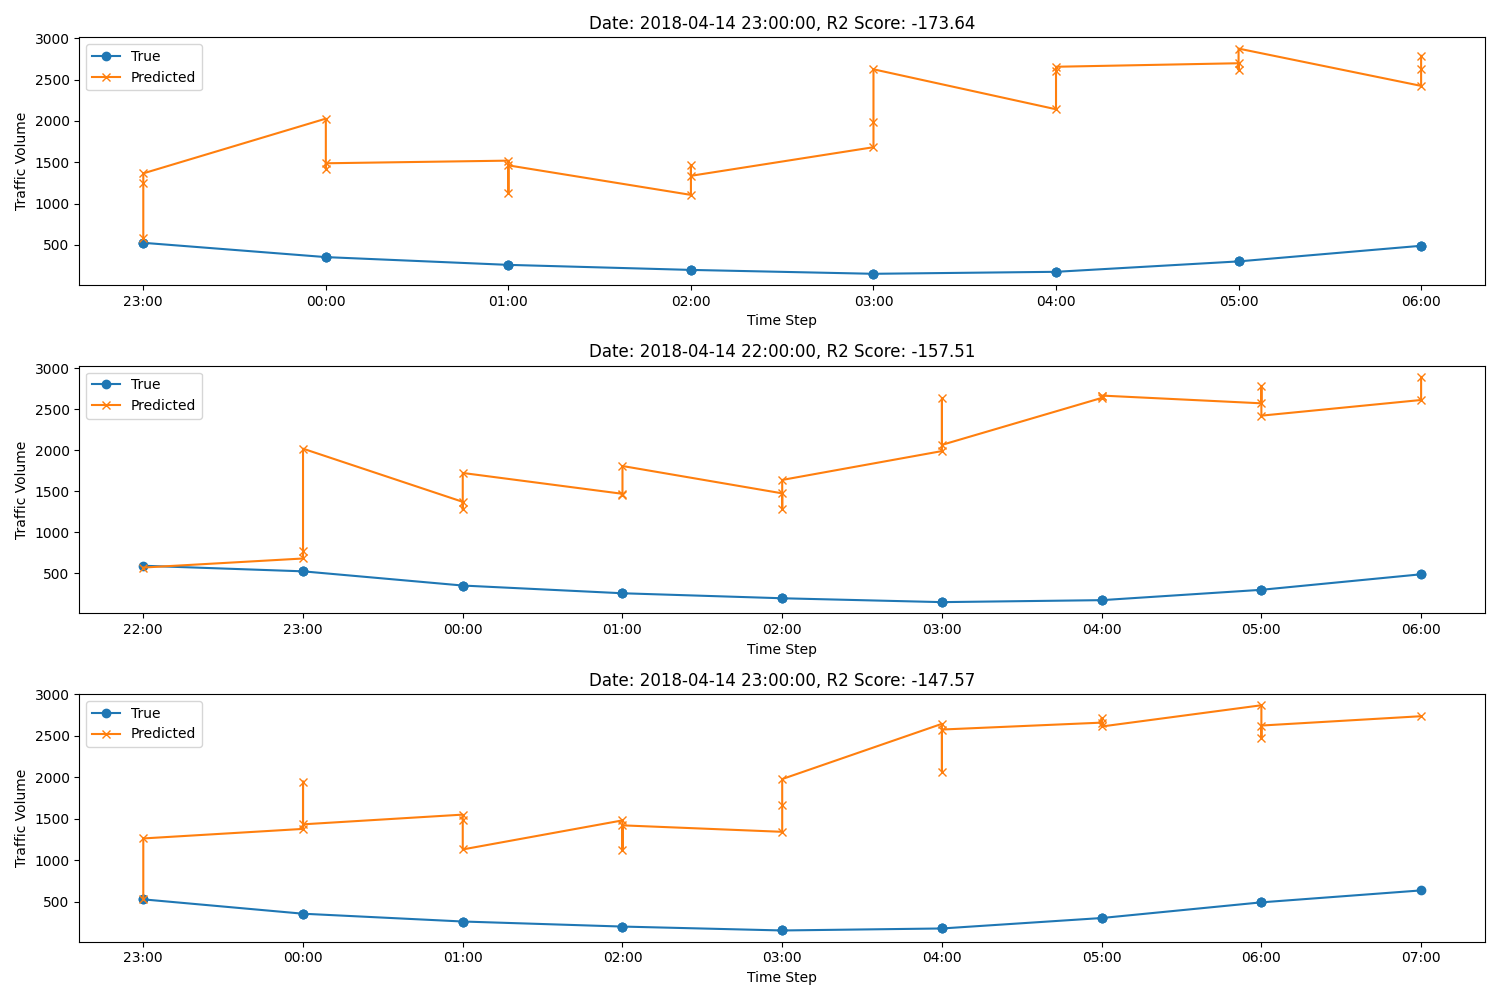 Date: 2018-04-14 23:00:00, R2 Score: -173.64
True
Predicted
3000
2500
2000
1500
1000
500
Traffic Volume
23:00 00:00 01:00 02:00 03:00 04:00 05:00 06:00
Time Step
Date: 2018-04-14 22:00:00, R2 Score: -157.51
True
Predicted
3000
2500
2000
1500
1000
500
Traffic Volume
22:00 23:00 00:00 01:00 02:00 03:00 04:00 05:00 06:00
Time Step
Date: 2018-04-14 23:00:00, R2 Score: -147.57
True
Predicted
3000
2500
2000
1500
1000
500
Traffic Volume
23:00 00:00 01:00 02:00 03:00 04:00 05:00 06:00 07:00
Time Step